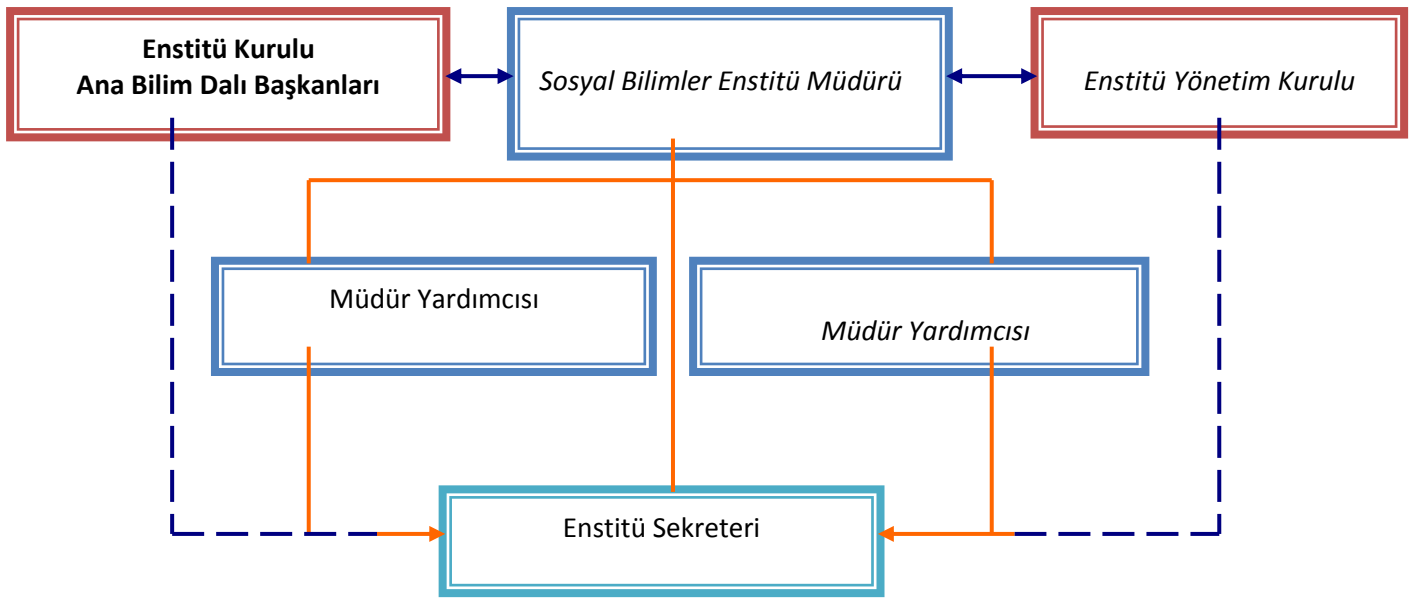 Enstitü Kurulu
Ana Bilim Dalı Başkanları
Sosyal Bilimler Enstitü Müdürü
Enstitü Yönetim Kurulu
Müdür Yardımcısı
Müdür Yardımcısı
Enstitü Sekreteri